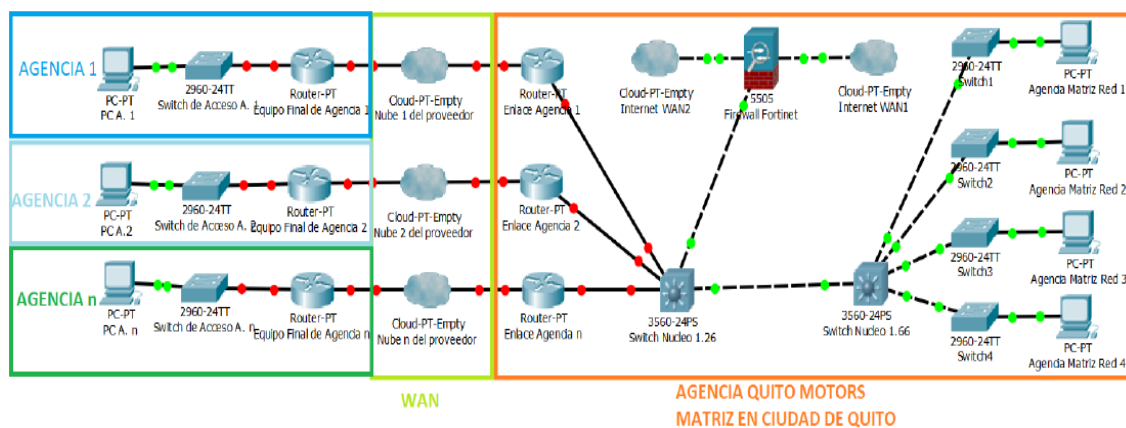 AGENCIA 1
PC-PT
PC A. 1
2960-24TT
Switch de Acceso A. 1
Router-PT
Equipo Final de Agencia 1
Cloud-PT-Empty
Nube 1 del proveedor
Router-PT
Enlace Agencia 1
Cloud-PT-Empty
Internet WAN2
5505
Firewall Fortinet
Cloud-PT-Empty
Internet WAN1
2960-24TT
Switch1
PC-PT
Agencia Matriz Red 1
AGENCIA 2
PC-PT
PC A.2
2960-24TT
Switch de Acceso A. 2
Router-PT
Equipo Final de Agencia 2
Cloud-PT-Empty
Nube 2 del proveedor
Router-PT
Enlace Agencia 2
2960-24TT
Switch2
PC-PT
Agencia Matriz Red 2
AGENCIA n
PC-PT
PC A. n
2960-24TT
Switch de Acceso A. n
Router-PT
Equipo Final de Agencia n
Cloud-PT-Empty
Nube n del proveedor
Router-PT
Enlace Agencia n
3560-24PS
Switch Nucleo 1.26
3560-24PS
Switch Nucleo 1.66
2960-24TT
Switch3
PC-PT
Agencia Matriz Red 3
2960-24TT
Switch4
PC-PT
Agencia Matriz Red 4
WAN
AGENCIA QUITO MOTORS
MATRIZ EN CIUDAD DE QUITO